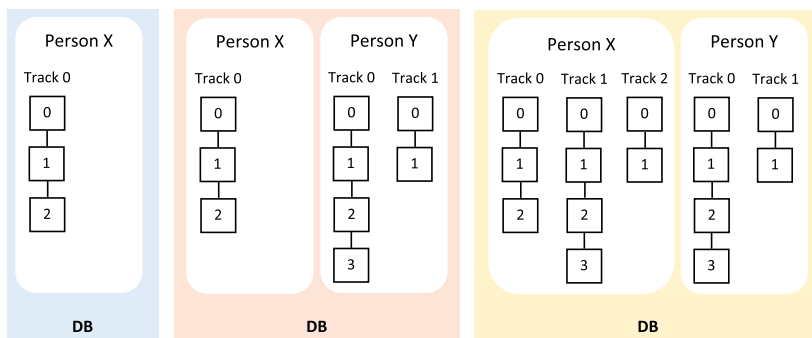 Person X
Track 0
0
1
2
DB
Person X
Track 0
0
1
2
Person Y
Track 0 Track 1
0 0
1 1
2
3
DB
Person X
Track 0 Track 1 Track 2
0 0 0
1 1 1
2 2
3
Person Y
Track 0 Track 1
0 0
1 1
2
3
DB